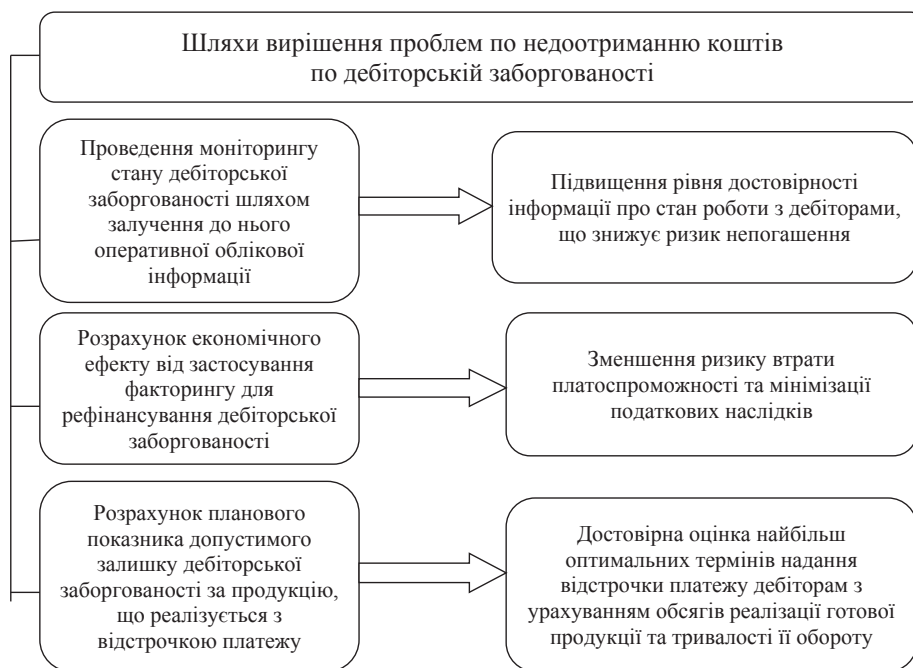 Шляхи вирішення проблем по недоотриманню коштів
по дебіторській заборгованості
Проведення моніторингу
стану дебіторської
заборгованості шляхом
залучення до нього
оперативної облікової
інформації
Підвищення рівня достовірності
інформації про стан роботи з дебіторами,
що знижує ризик непогашення
Розрахунок економічного
ефекту від застосування
факторингу для
рефінансування дебіторської
заборгованості
Зменшення ризику втрати
платоспроможності та мінімізації
податкових наслідків
Розрахунок планового
показника допустимого
залишку дебіторської
заборгованості за продукцію,
що реалізується з
відстрочкою платежу
Достовірна оцінка найбільш
оптимальних термінів надання
відстрочки платежу дебіторам з
урахуванням обсягів реалізації готової
продукції та тривалості її обороту